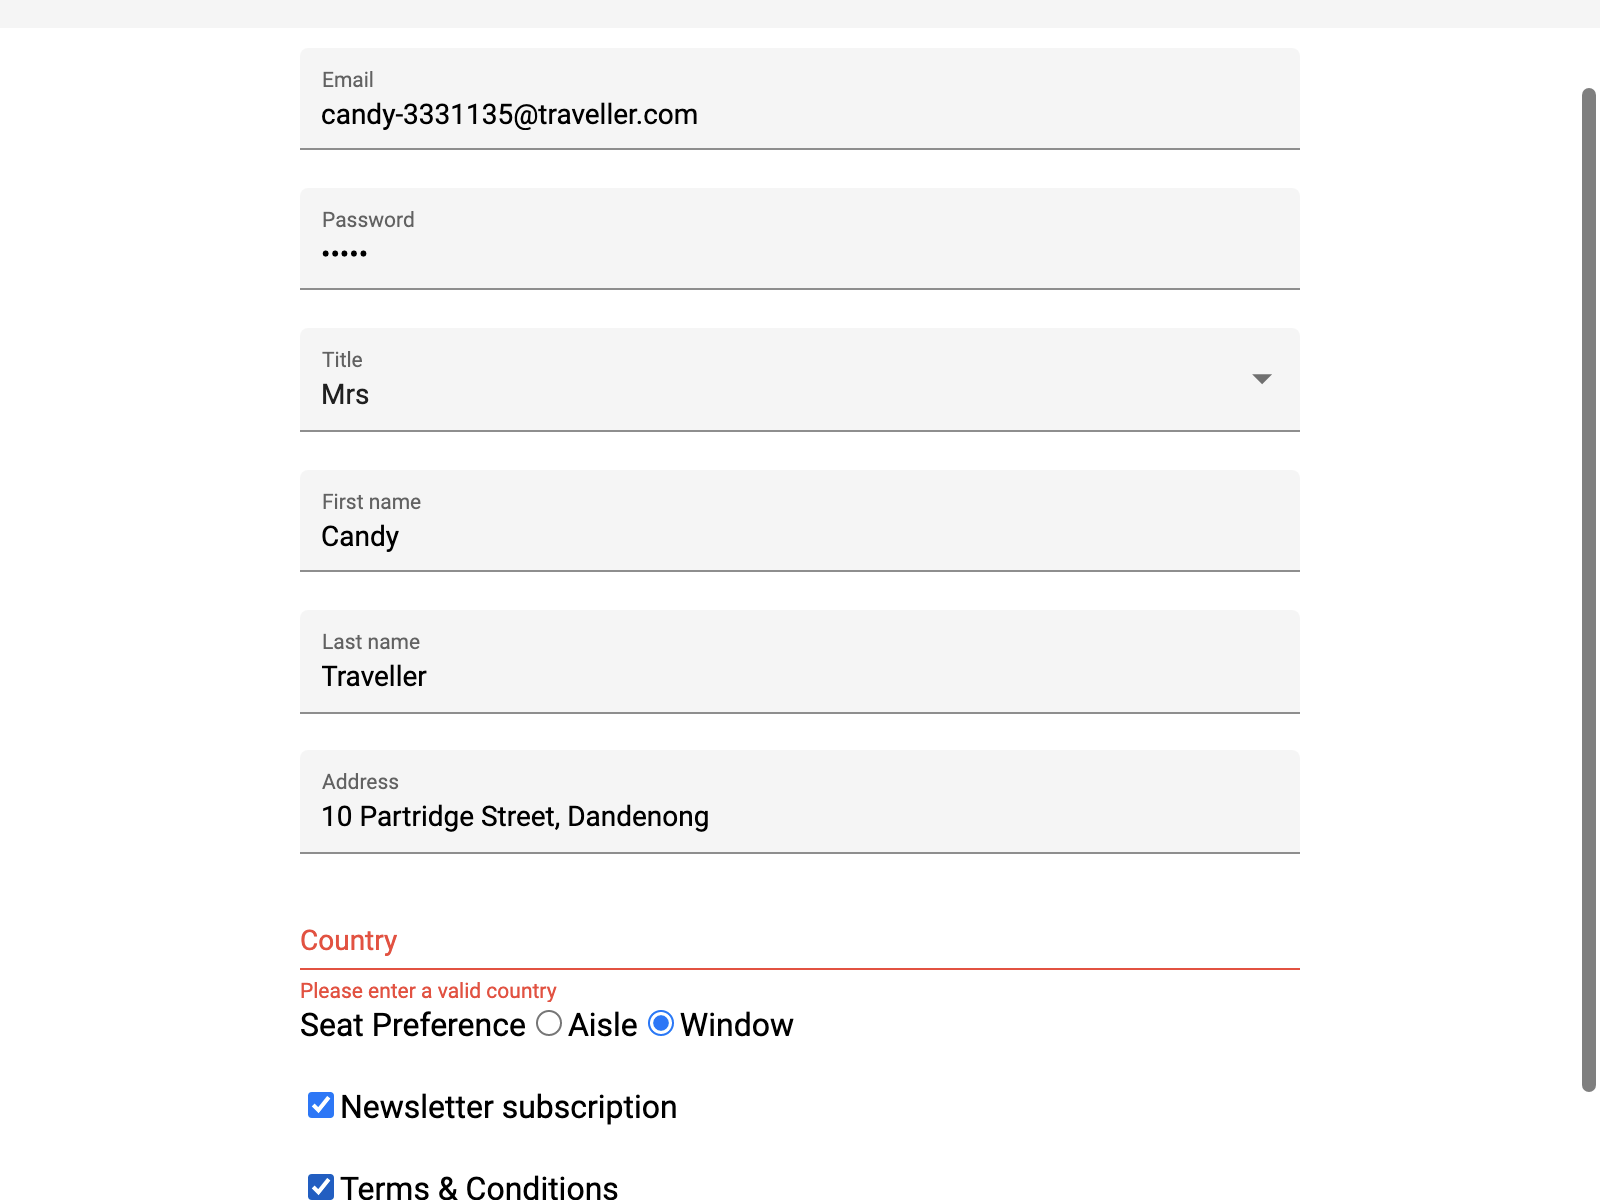 Email
candy-3331135@traveller.com
Password
•••••
Title
Mrs
First name
Candy
Last name
Traveller
Address
10 Partridge Street, Dandenong
Country
Please enter a valid country
Seat Preference Aisle Window
Newsletter subscription
Terms & Conditions